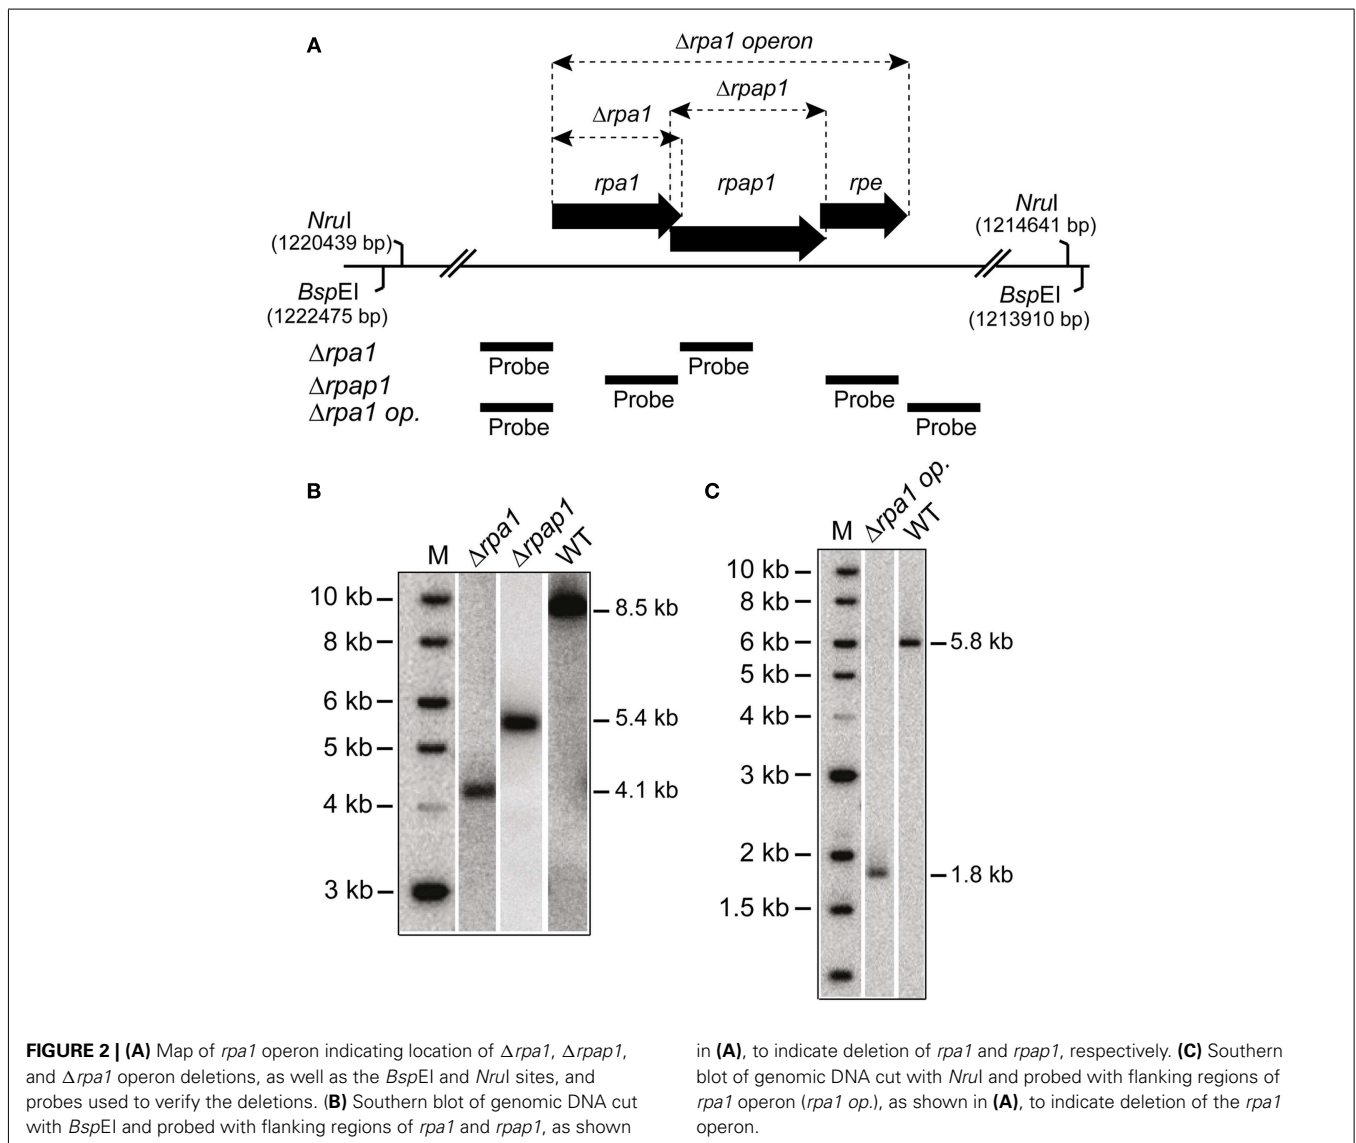 A
Δrpa1 operon
Δrpap1
Δrpa1
rpa1 rpap1 rpe
NruI
(1220439 bp)
NruI
(1214641 bp)
BspEI
(1222475 bp)
BspEI
(1213910 bp)
Δrpa1
Probe Probe
Δrpap1
Probe Probe
Δrpa1 op.
Probe Probe
B
M Δrpa1 Δrpap1 WT
10 kb
8 kb
6 kb
5 kb
4 kb
3 kb
8.5 kb
5.4 kb
4.1 kb
C
M Δrpa1 op. WT
10 kb
8 kb
6 kb
5 kb
4 kb
3 kb
2 kb
1.5 kb
5.8 kb
1.8 kb
FIGURE 2 | (A) Map of rpa1 operon indicating location of Δrpa1, Δrpap1,
and Δrpa1 operon deletions, as well as the BspEI and NruI sites, and
probes used to verify the deletions. (B) Southern blot of genomic DNA cut
with BspEI and probed with flanking regions of rpa1 and rpap1, as shown
in (A), to indicate deletion of rpa1 and rpap1, respectively. (C) Southern
blot of genomic DNA cut with NruI and probed with flanking regions of
rpa1 operon (rpa1 op.), as shown in (A), to indicate deletion of the rpa1
operon.